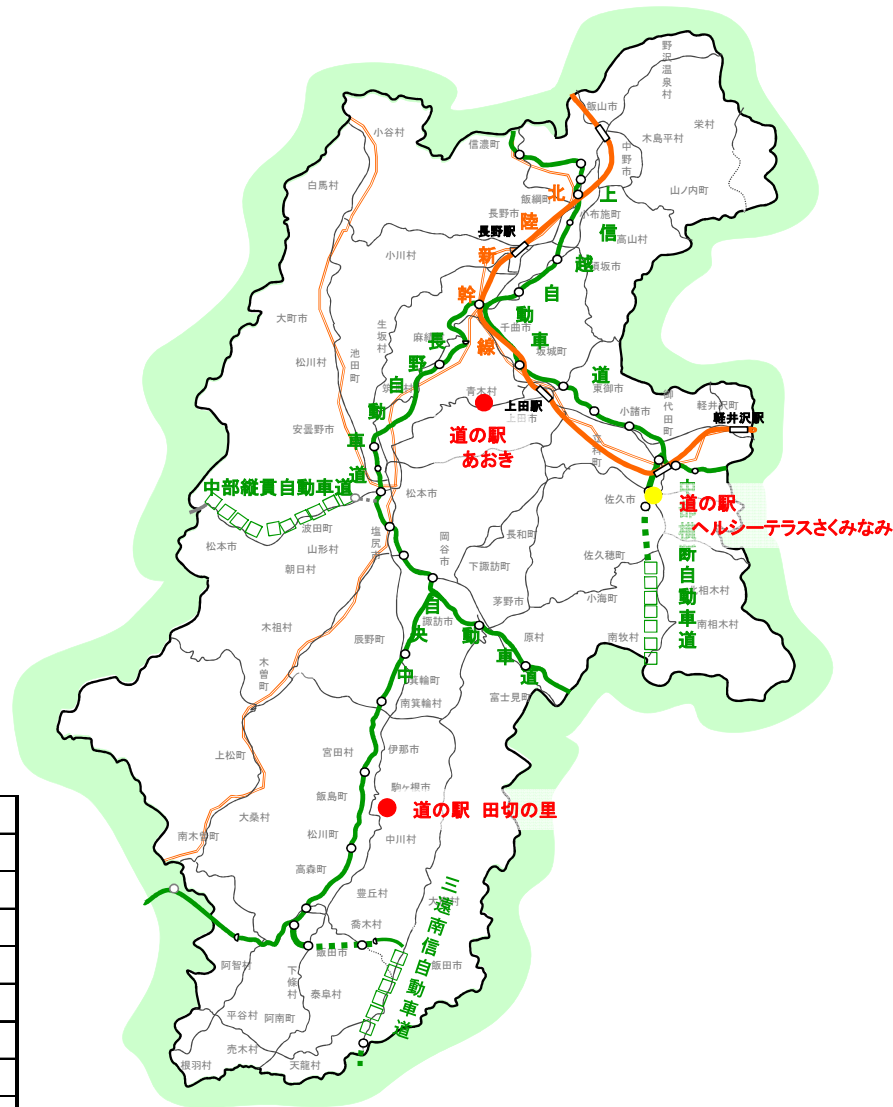 野沢温泉村
飯山市
栄村
木島平村
小谷村
信濃町
中野市
白馬村
山ノ内町
飯綱町
北陸新幹線
上信越自動車道
長野市
小布施町
長野駅
高山村
小川村
須坂市
大町市
生坂村
麻績村
千曲市
長野自動車道
坂城町
松川村
池田町
筑北村
青木村
東御市
御代田町
軽井沢町
上田駅
上田市
小諸市
軽井沢駅
安曇野市
道の駅
あおき
立科町
中部縦貫自動車道
松本市
佐久市
道の駅
ヘルシーテラスさくみなみ
中部横断自動車道
波田町
塩尻市
岡谷市
長和町
松本市
山形村
下諏訪町
佐久穂町
朝日村
茅野市
小海町
北相木村
中央自動車道
諏訪市
木祖村
辰野町
原村
南牧村
南相木村
木曽町
箕輪町
南箕輪村
富士見町
上松町
宮田村
伊那市
飯島町
駒ヶ根市
道の駅 田切の里
大桑村
南木曽町
松川町
中川村
高森町
豊丘村
三遠南信自動車道
大鹿村
喬木村
飯田市
阿智村
下條村
飯田市
泰阜村
平谷村
阿南町
売木村
根羽村
天龍村